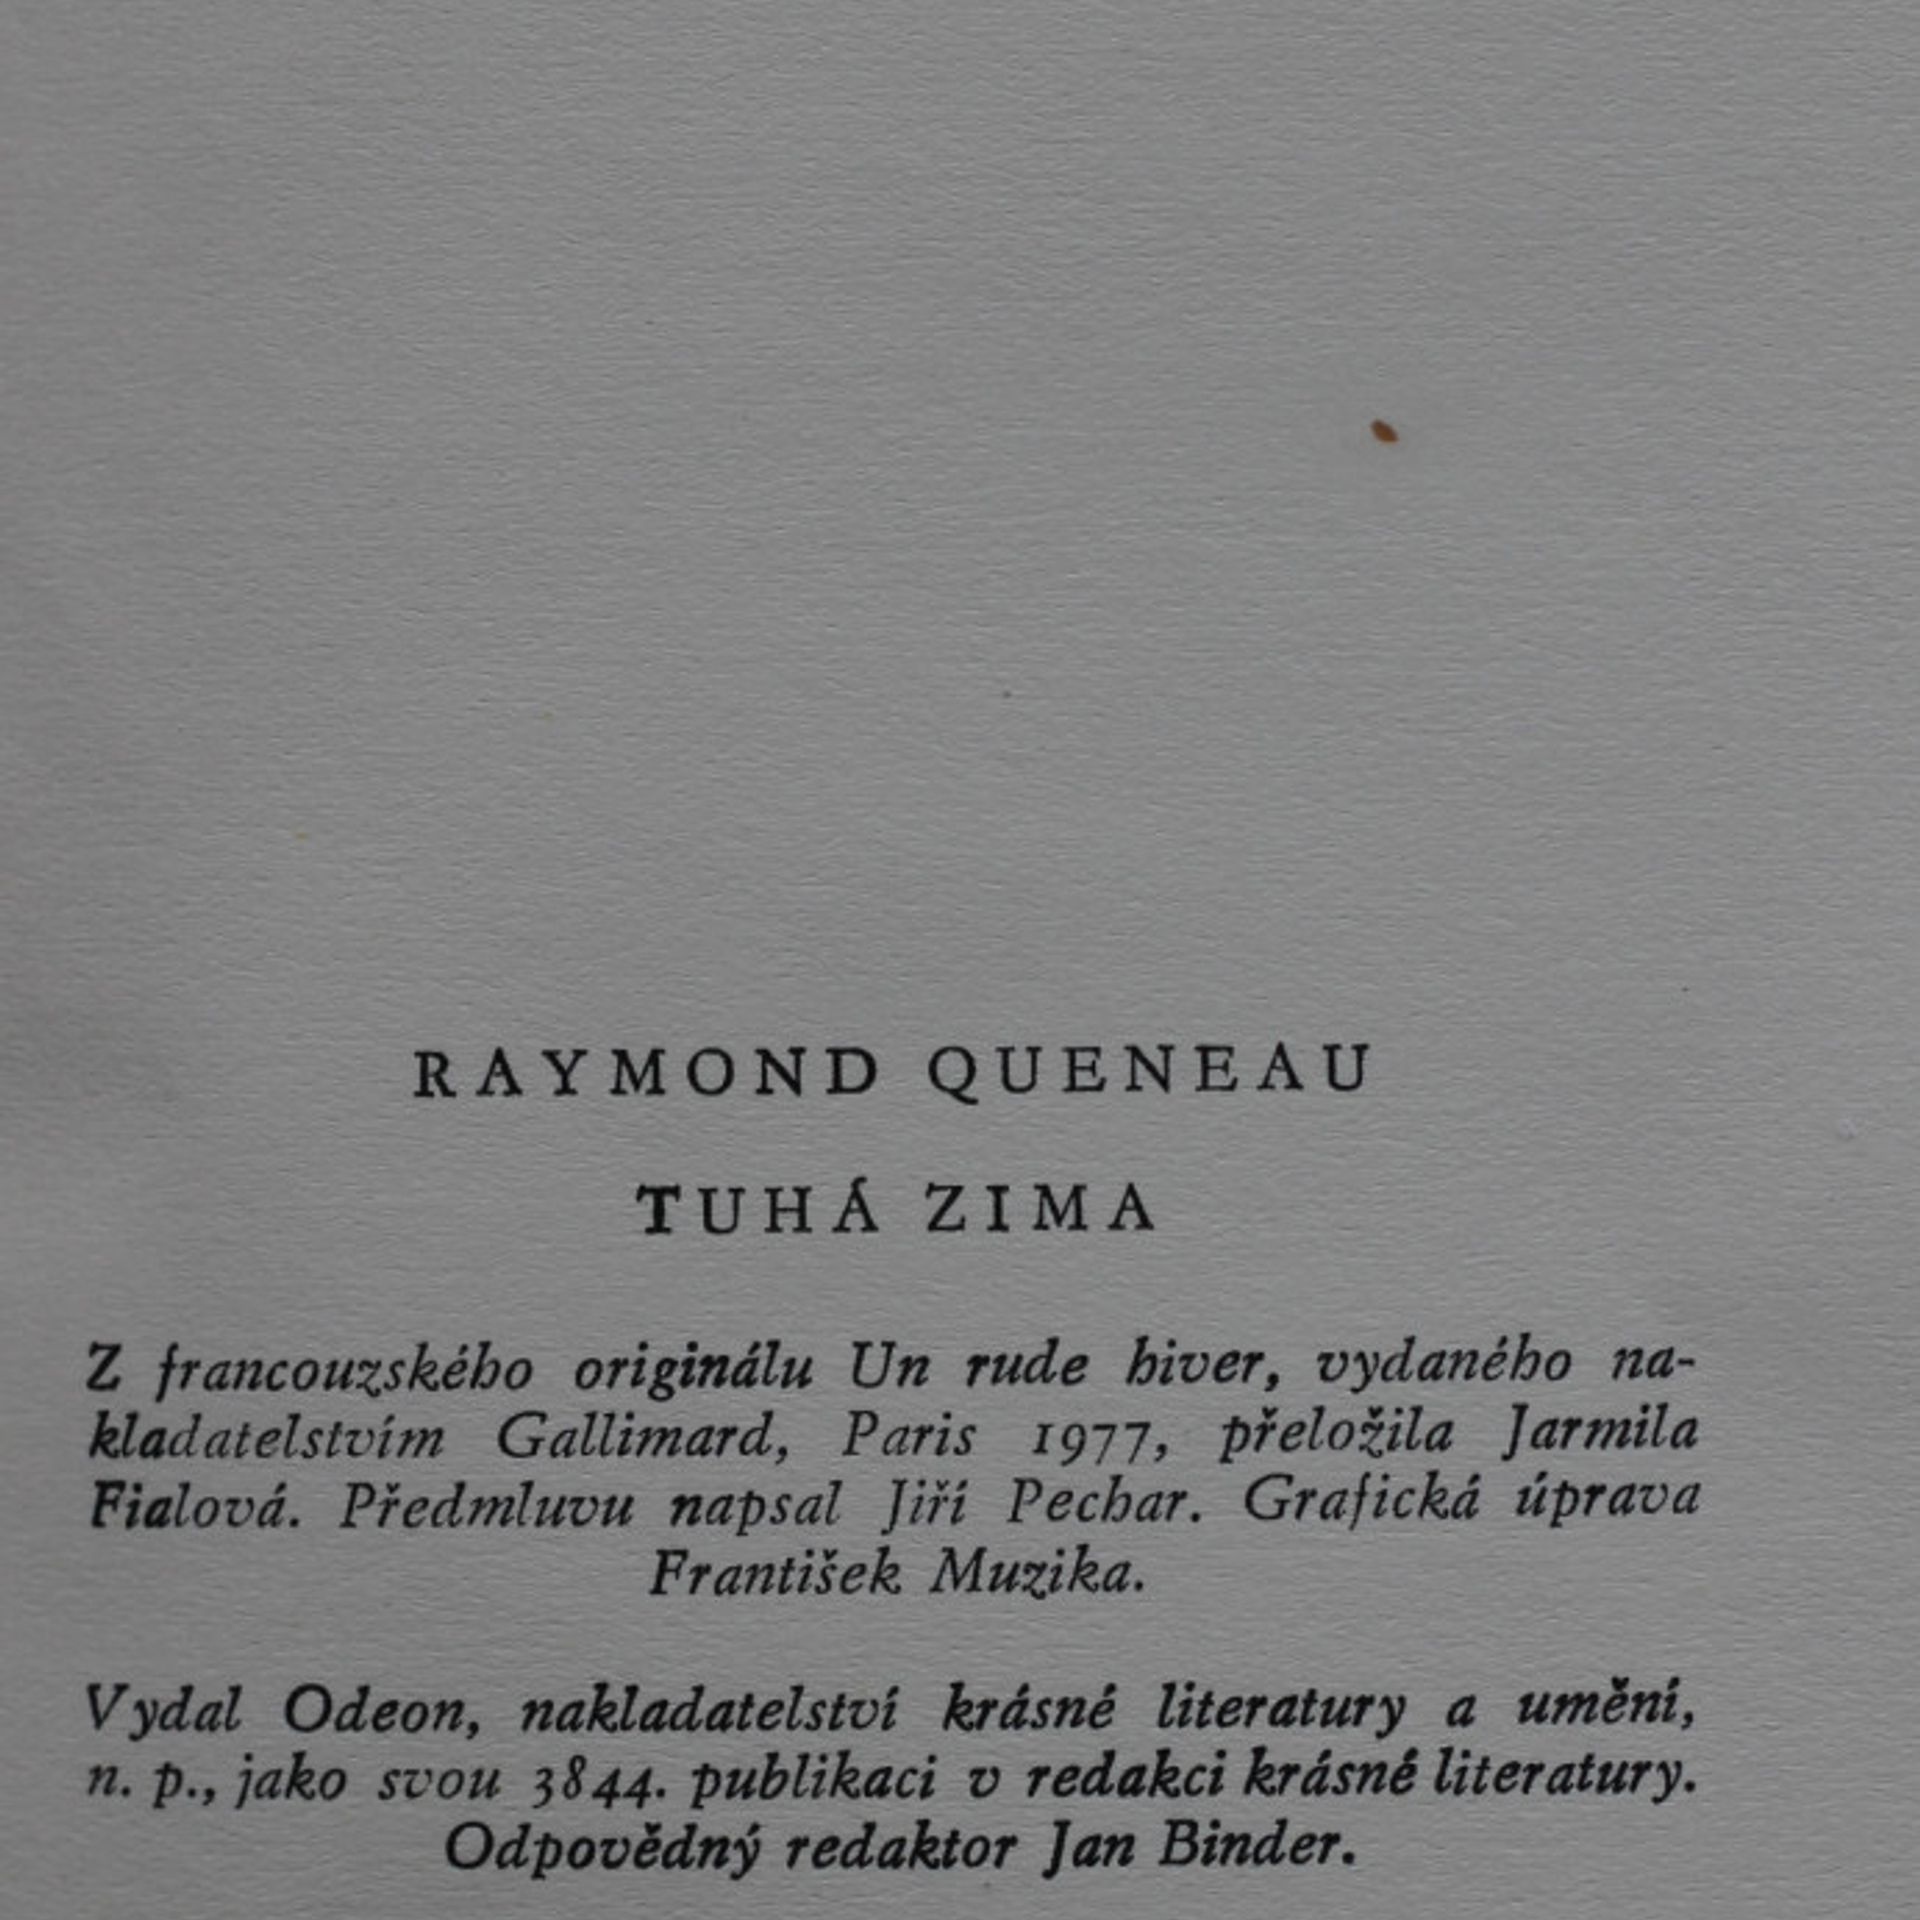 RAYMOND QUENEAU
TUHÁ ZIMA
Z francouzského originálu Un rude hiver, vydaného na-
kladatelstvím Gallimard, Paris 1977, přeložila Jarmila
Fialová. Předmluvu napsal Jiří Pechar. Grafická úprava
František Muzika.
Vydal Odeon, nakladatelství krásné literatury a umění,
n. p., jako svou 3844. publikaci v redakci krásné literatury.
Odpovědný redaktor Jan Binder.